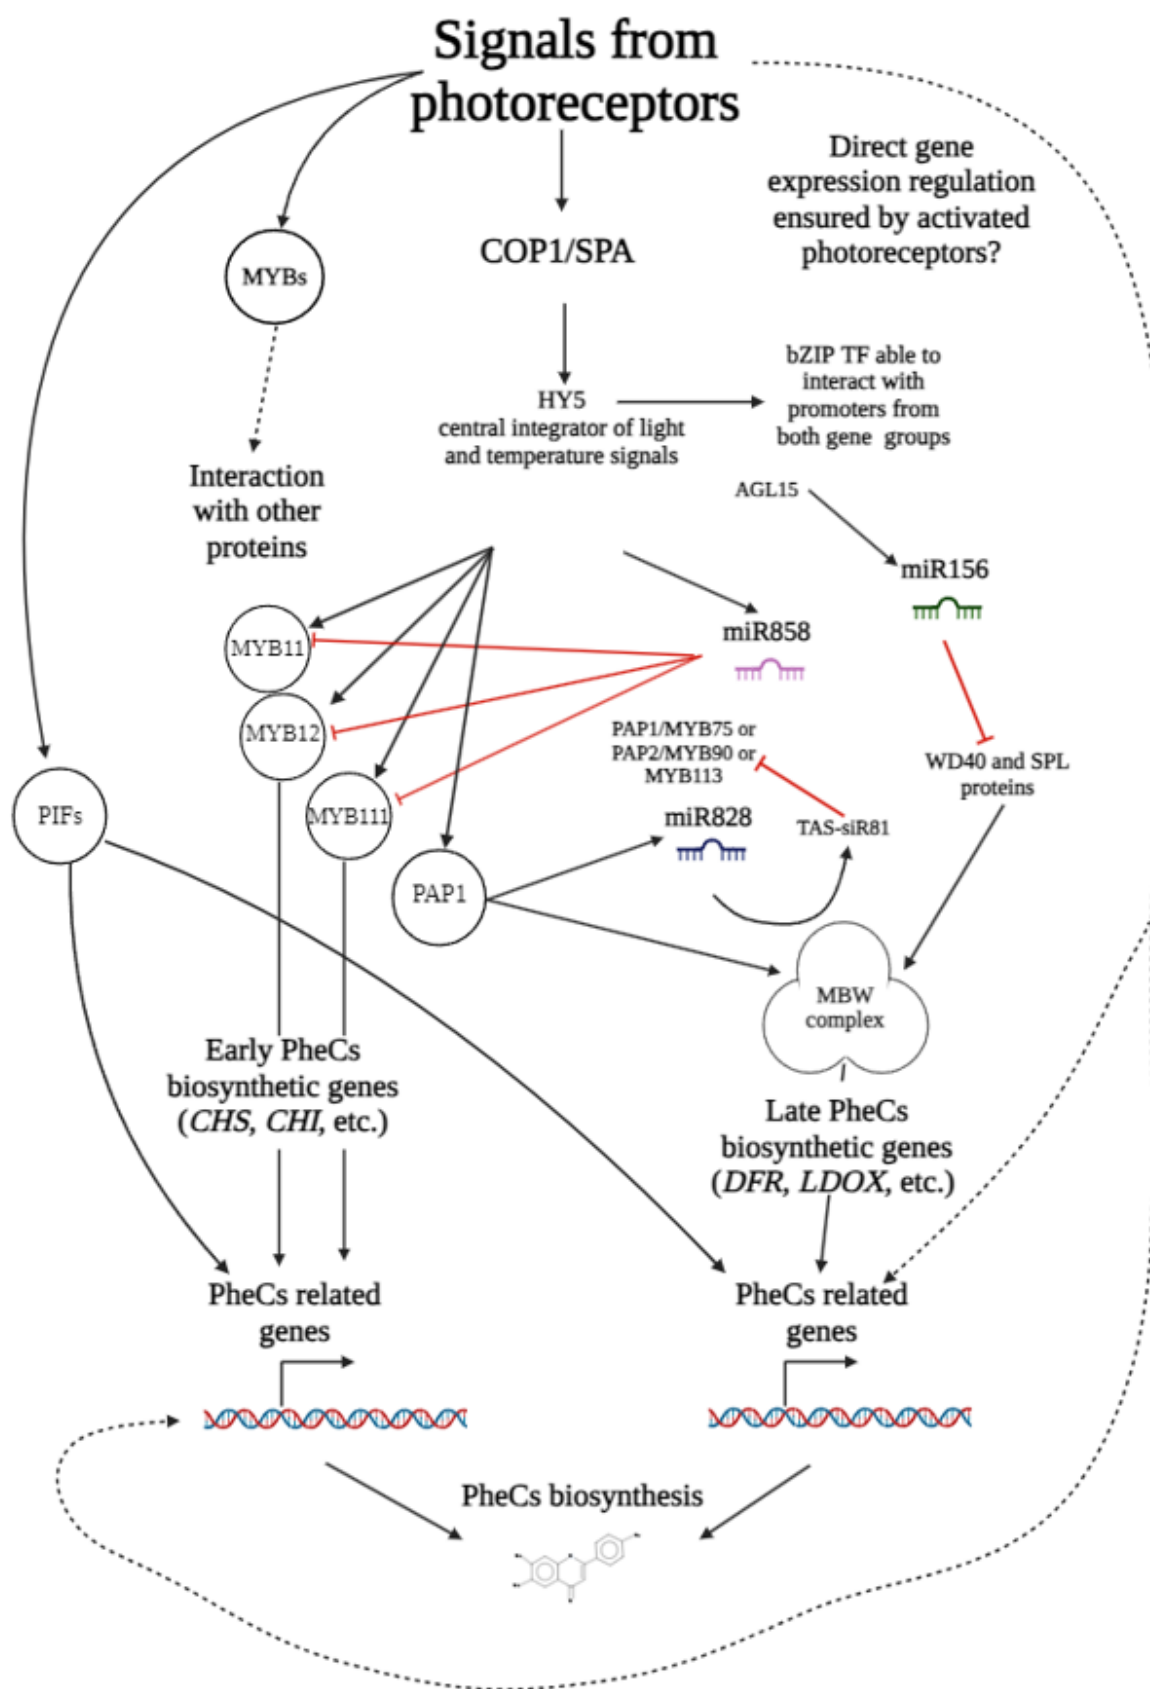 Signals from
photoreceptors
Direct gene
expression regulation
ensured by activated
photoreceptors?
COP1/SPA
MYBs
bZIP TF able to
interact with
promoters from
both gene groups
HY5
central integrator of light
and temperature signals
Interaction
with other
proteins
AGL15
miR156
miR858
MYB11
MYB12
PAP1/MYB75 or
PAP2/MYB90 or
MYB113
WD40 and SPL
proteins
PIFs
MYB111
miR828
TAS-siR81
PAP1
MBW
complex
Early PheCs
biosynthetic genes
(CHS, CHI, etc.)
Late PheCs
biosynthetic genes
(DFR, LDOX, etc.)
PheCs related
genes
PheCs related
genes
PheCs biosynthesis